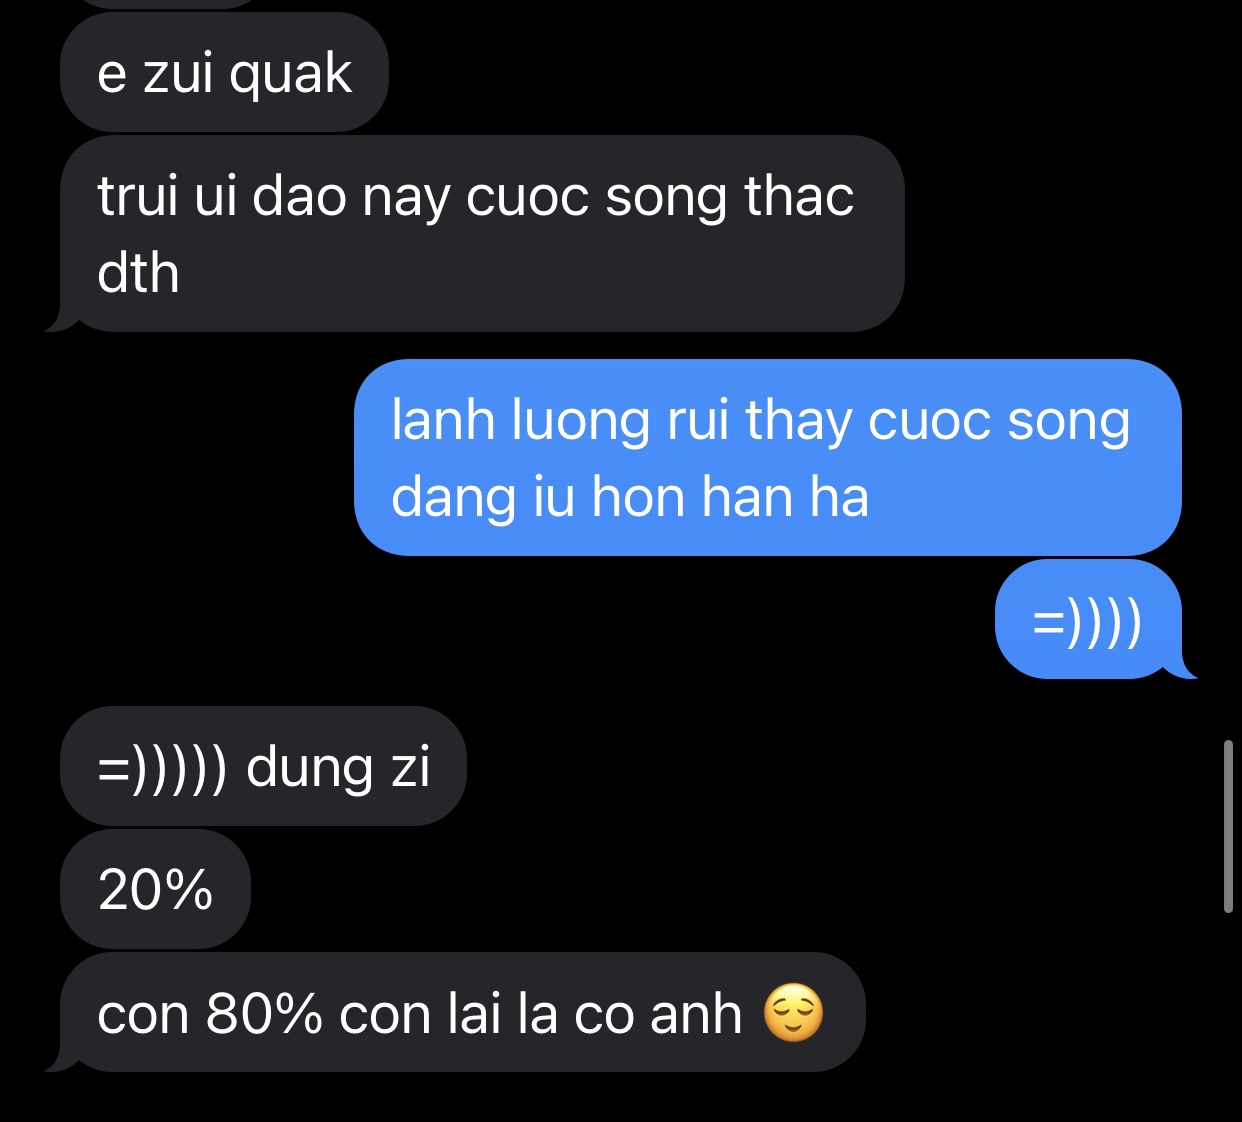 e zui quak
trui ui dao nay cuoc song thac
dth
lanh luong rui thay cuoc song
dang iu hon han ha
=))))
=))))) dung zi
20%
con 80% con lai la co anh 😌